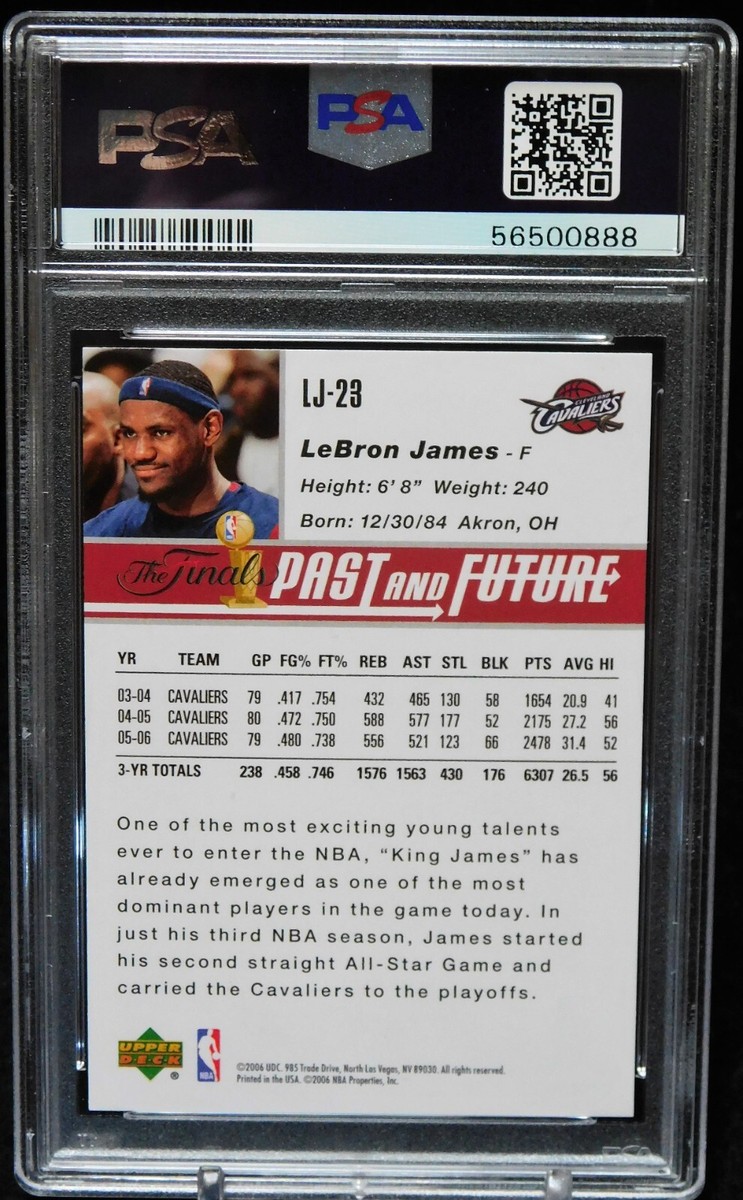 PSA
PSA
56500888
LJ-23
CLEVELAND
CAVALIERS
LeBron James - F
Height: 6' 8" Weight: 240
Born: 12/30/84 Akron, OH
The Finals PAST AND FUTURE
YR TEAM GP FG% FT% REB AST STL BLK PTS AVG HI
03-04 CAVALIERS 79 .417 .754 432 465 130 58 1654 20.9 41
04-05 CAVALIERS 80 .472 .750 588 577 177 52 2175 27.2 56
05-06 CAVALIERS 79 .480 .738 556 521 123 66 2478 31.4 52
3-YR TOTALS 238 .458 .746 1576 1563 430 176 6307 26.5 56
One of the most exciting young talents
ever to enter the NBA, “King James” has
already emerged as one of the most
dominant players in the game today. In
just his third NBA season, James started
his second straight All-Star Game and
carried the Cavaliers to the playoffs.
UPPER
DECK
®
NBA
©2006 UDC. 985 Trade Drive, North Las Vegas, NV 89030. All rights reserved.
Printed in the USA. ©2006 NBA Properties, Inc.
PSA